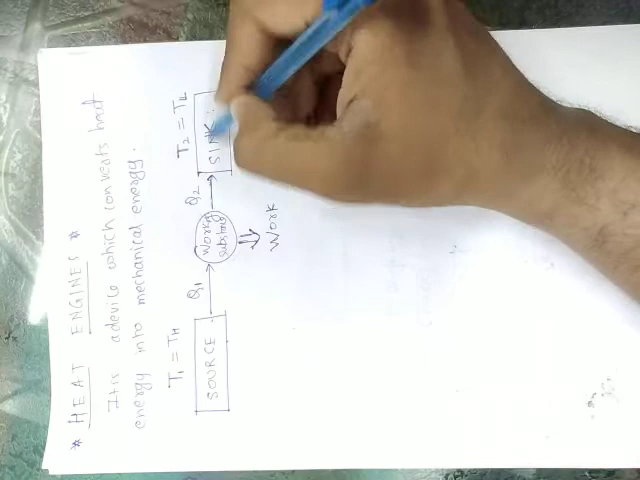 * HEAT ENGINES *
It is a device which converts heat
energy into mechanical energy.
T₁ = TH
T₂ = TL
SOURCE
Q₁
Working
substance
Q₂
SINK
Work